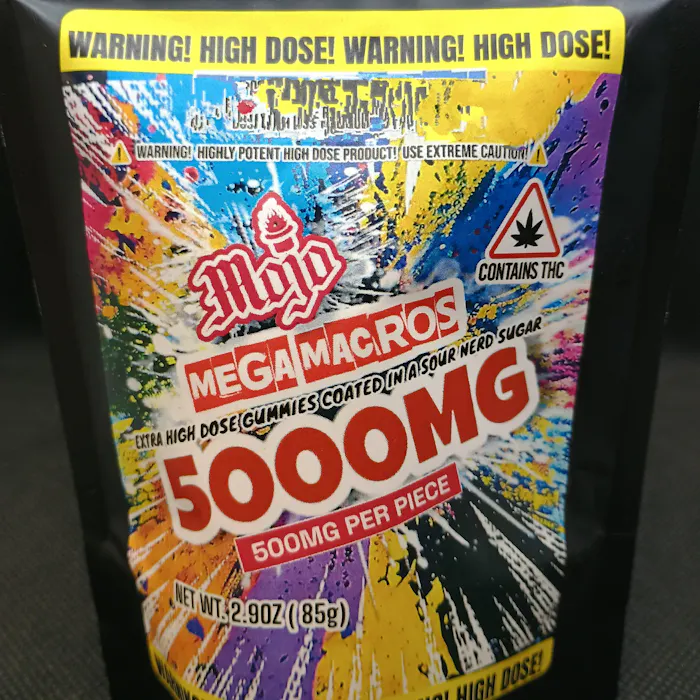 WARNING! HIGH DOSE! WARNING! HIGH DOSE!
WARNING! HIGHLY POTENT HIGH DOSE PRODUCT! USE EXTREME CAUTION!
Mojo
CONTAINS THC
MEGA MACROS
EXTRA HIGH DOSE GUMMIES COATED IN A SOUR NERD SUGAR
5000MG
500MG PER PIECE
NET WT. 2.9OZ ( 85g)
HIGH DOSE!